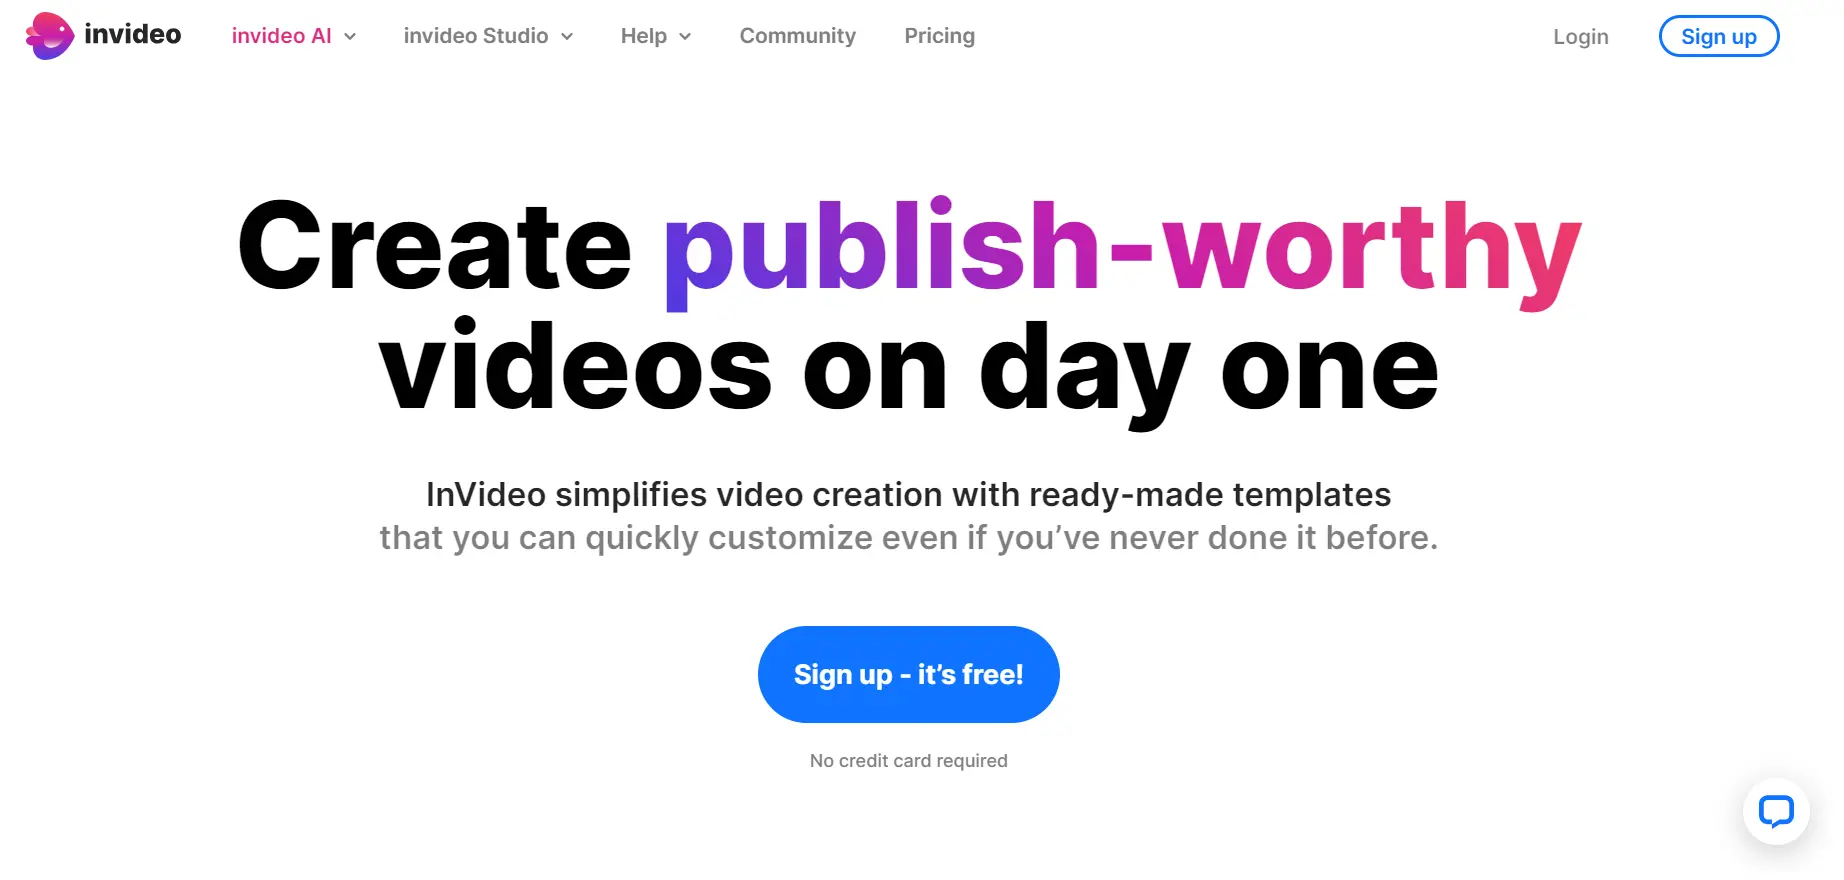 invideo
invideo AI
invideo Studio
Help
Community
Pricing
Login
Sign up
Create publish-worthy
videos on day one
InVideo simplifies video creation with ready-made templates
that you can quickly customize even if you’ve never done it before.
Sign up - it’s free!
No credit card required